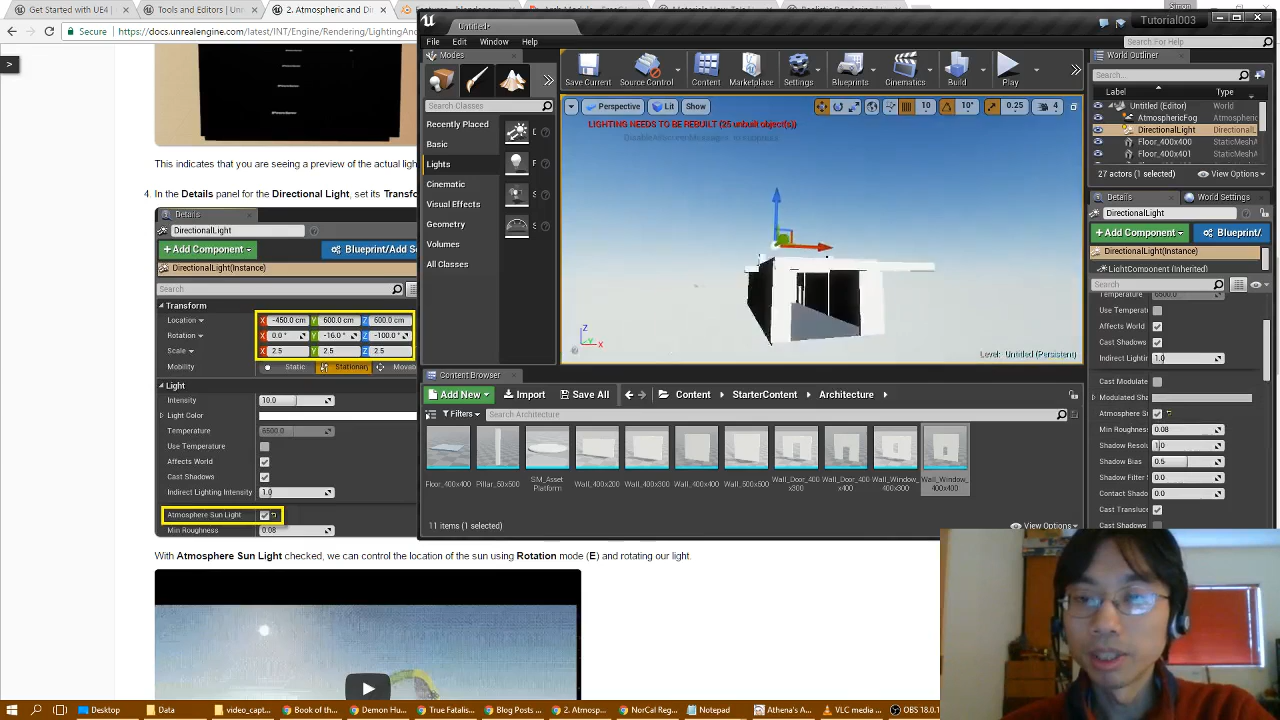 Get Started with UE4
Tools and Editors | Unr
2. Atmospheric and Di
Features
Simon
Secure
https://docs.unrealengine.com/latest/INT/Engine/Rendering/LightingAnd
>
This indicates that you are seeing a preview of the actual ligh
4. In the Details panel for the Directional Light, set its Transfo
Details
DirectionalLight
+ Add Component
Blueprint/Add Sc
DirectionalLight(Instance)
Search
Transform
Location
X -450.0 cm Y 600.0 cm Z 600.0 cm
Rotation
X 0.0 ° Y -16.0 ° Z -100.0 °
Scale
X 2.5 Y 2.5 Z 2.5
Mobility
Static
Stationary
Movab
Light
Intensity
10.0
Light Color
Temperature
6500.0
Use Temperature
Affects World
Cast Shadows
Indirect Lighting Intensity
1.0
Atmosphere Sun Light
Min Roughness
0.08
With Atmosphere Sun Light checked, we can control the location of the sun using Rotation mode (E) and rotating our light.
Untitled*
Tutorial003
File Edit Window Help
Search For Help
Modes
Search Classes
Recently Placed
Basic
Lights
Cinematic
Visual Effects
Geometry
Volumes
All Classes
D
P
S
S
Save Current
Source Control
Content
Marketplace
Settings
Blueprints
Cinematics
Build
Play
Perspective
Lit
Show
10
10°
0.25
4
LIGHTING NEEDS TO BE REBUILT (25 unbuilt object(s))
Level: Untitled (Persistent)
World Outliner
Search...
Label
Type
Untitled (Editor) World
AtmosphericFog Atmospheric
DirectionalLight DirectionalL
Floor_400x400 StaticMeshA
Floor_400x401 StaticMeshA
27 actors (1 selected)
View Options
Details
World Settings
DirectionalLight
+ Add Component
Blueprint/.
DirectionalLight(Instance)
LightComponent (Inherited)
Search
Temperature 6500.0
Use Temperat
Affects World
Cast Shadows
Indirect Lightin 1.0
Cast Modulate
Modulated Sha
Atmosphere S
Min Roughness 0.08
Shadow Resol 1.0
Shadow Bias 0.5
Shadow Filter 0.0
Contact Shado 0.0
Cast Transluc
Cast Shadows
Content Browser
Add New
Import
Save All
Content
StarterContent
Architecture
Filters
Search Architecture
Floor_400x400
Pillar_50x500
SM_Asset
Platform
Wall_400x200
Wall_400x300
Wall_400x400
Wall_500x500
Wall_Door_400
x300
Wall_Door_400
x400
Wall_Window_
400x300
Wall_Window_
400x400
11 items (1 selected)
View Options
Desktop
Data
video_capt...
Book of the...
Demon Hu...
True Fatalis...
Blog Posts ...
2. Atmosp...
NorCal Reg...
Notepad
Athena's A...
VLC media ...
OBS 18.0.1